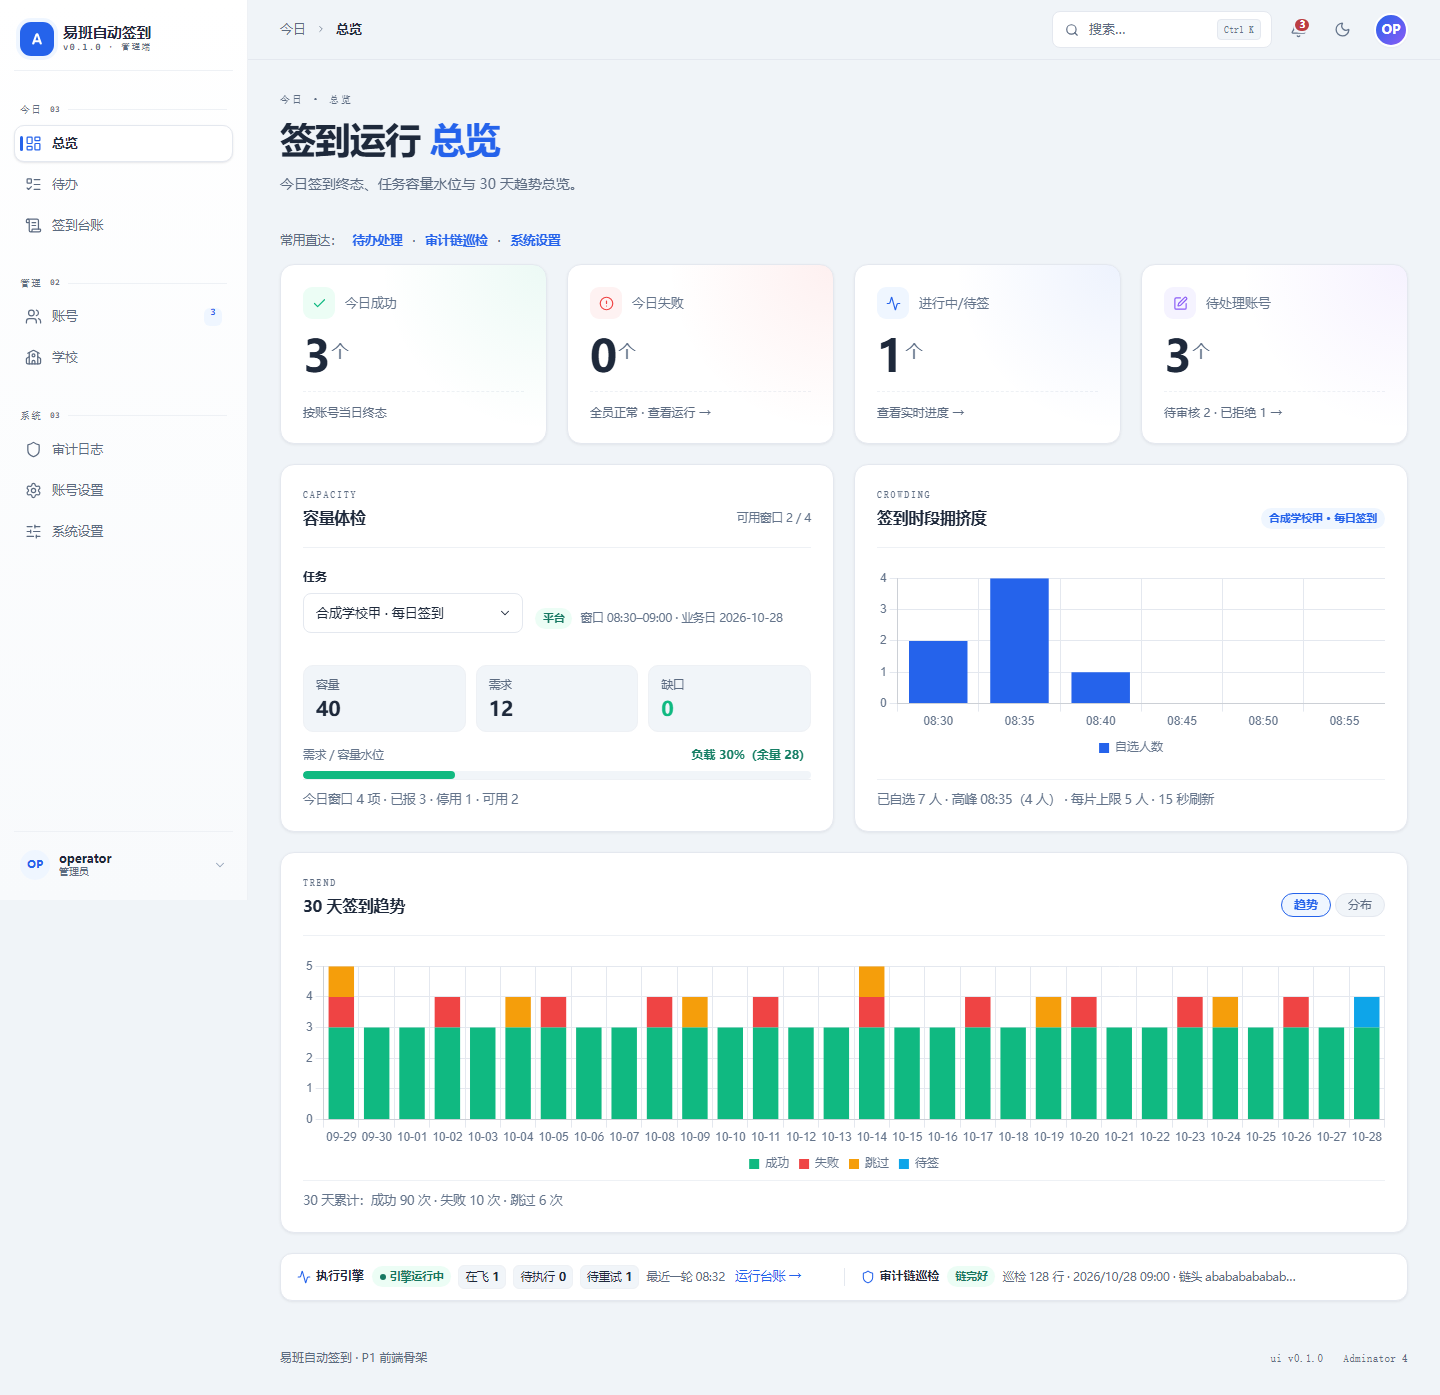 A
易班自动签到
v0.1.0 · 管理端
今日 03
总览
待办
签到台账
管理 02
账号 3
学校
系统 03
审计日志
账号设置
系统设置
OP
operator
管理员
今日 › 总览
搜索... Ctrl K
3
OP
今日 · 总览
签到运行 总览
今日签到终态、任务容量水位与 30 天趋势总览。
常用直达： 待办处理 · 审计链巡检 · 系统设置
今日成功
3个
按账号当日终态
今日失败
0个
全员正常 · 查看运行 →
进行中/待签
1个
查看实时进度 →
待处理账号
3个
待审核 2 · 已拒绝 1 →
CAPACITY
容量体检
可用窗口 2 / 4
任务
合成学校甲 · 每日签到
平台 窗口 08:30–09:00 · 业务日 2026-10-28
容量
40
需求
12
缺口
0
需求 / 容量水位
负载 30%（余量 28）
今日窗口 4 项 · 已报 3 · 停用 1 · 可用 2
CROWDING
签到时段拥挤度
合成学校甲 • 每日签到
4
3
2
1
0
08:30 08:35 08:40 08:45 08:50 08:55
自选人数
已自选 7 人 · 高峰 08:35（4 人） · 每片上限 5 人 · 15 秒刷新
TREND
30 天签到趋势
趋势 分布
5
4
3
2
1
0
09-29 09-30 10-01 10-02 10-03 10-04 10-05 10-06 10-07 10-08 10-09 10-10 10-11 10-12 10-13 10-14 10-15 10-16 10-17 10-18 10-19 10-20 10-21 10-22 10-23 10-24 10-25 10-26 10-27 10-28
成功 失败 跳过 待签
30 天累计：成功 90 次 · 失败 10 次 · 跳过 6 次
执行引擎 引擎运行中 在飞 1 待执行 0 待重试 1 最近一轮 08:32 运行台账 →
审计链巡检 链完好 巡检 128 行 · 2026/10/28 09:00 · 链头 abababababab...
易班自动签到 · P1 前端骨架
ui v0.1.0 Adminator 4